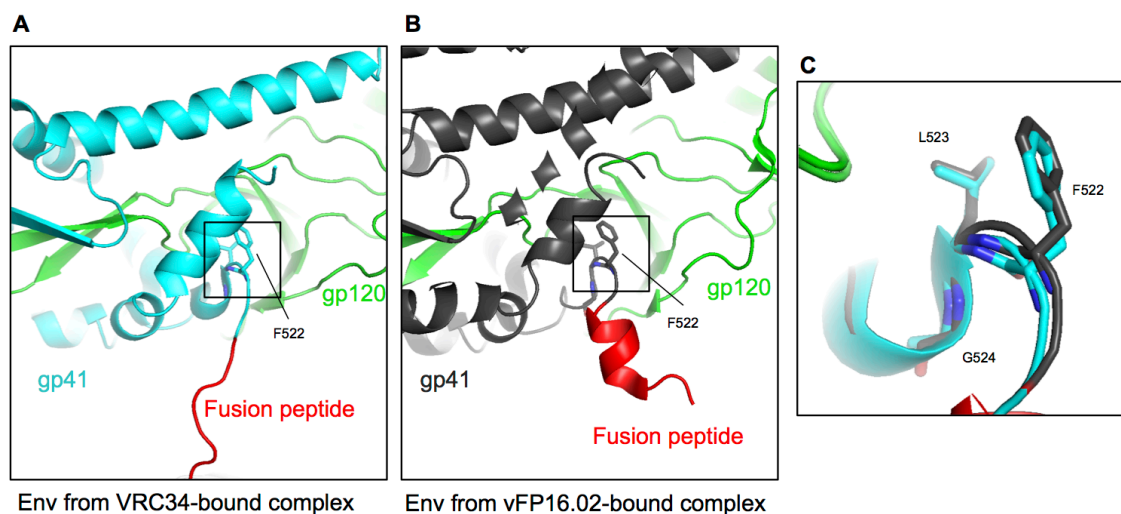 A
gp120
F522
gp41
Fusion peptide
Env from VRC34-bound complex
B
gp120
F522
gp41
Fusion peptide
Env from vFP16.02-bound complex
C
L523
F522
G524